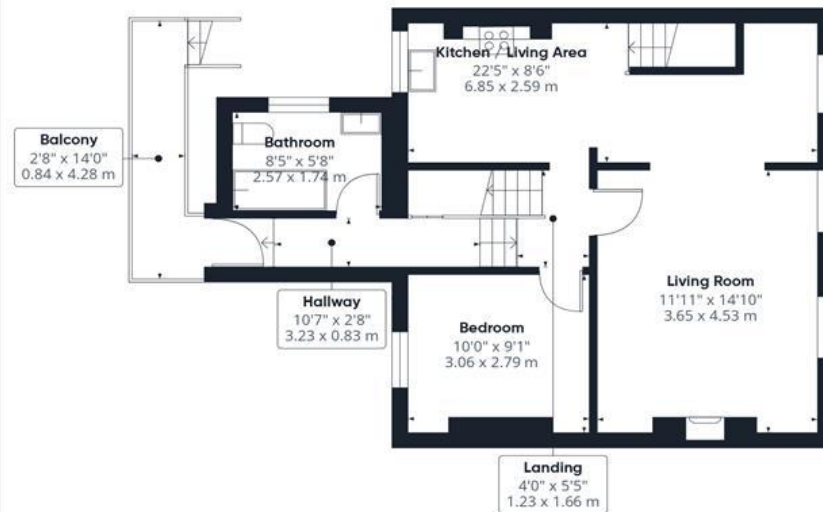 Kitchen / Living Area
22'5" x 8'6"
6.85 x 2.59 m
Balcony
2'8" x 14'0"
0.84 x 4.28 m
Bathroom
8'5" x 5'8"
2.57 x 1.74 m
Hallway
10'7" x 2'8"
3.23 x 0.83 m
Bedroom
10'0" x 9'1"
3.06 x 2.79 m
Living Room
11'11" x 14'10"
3.65 x 4.53 m
Landing
4'0" x 5'5"
1.23 x 1.66 m